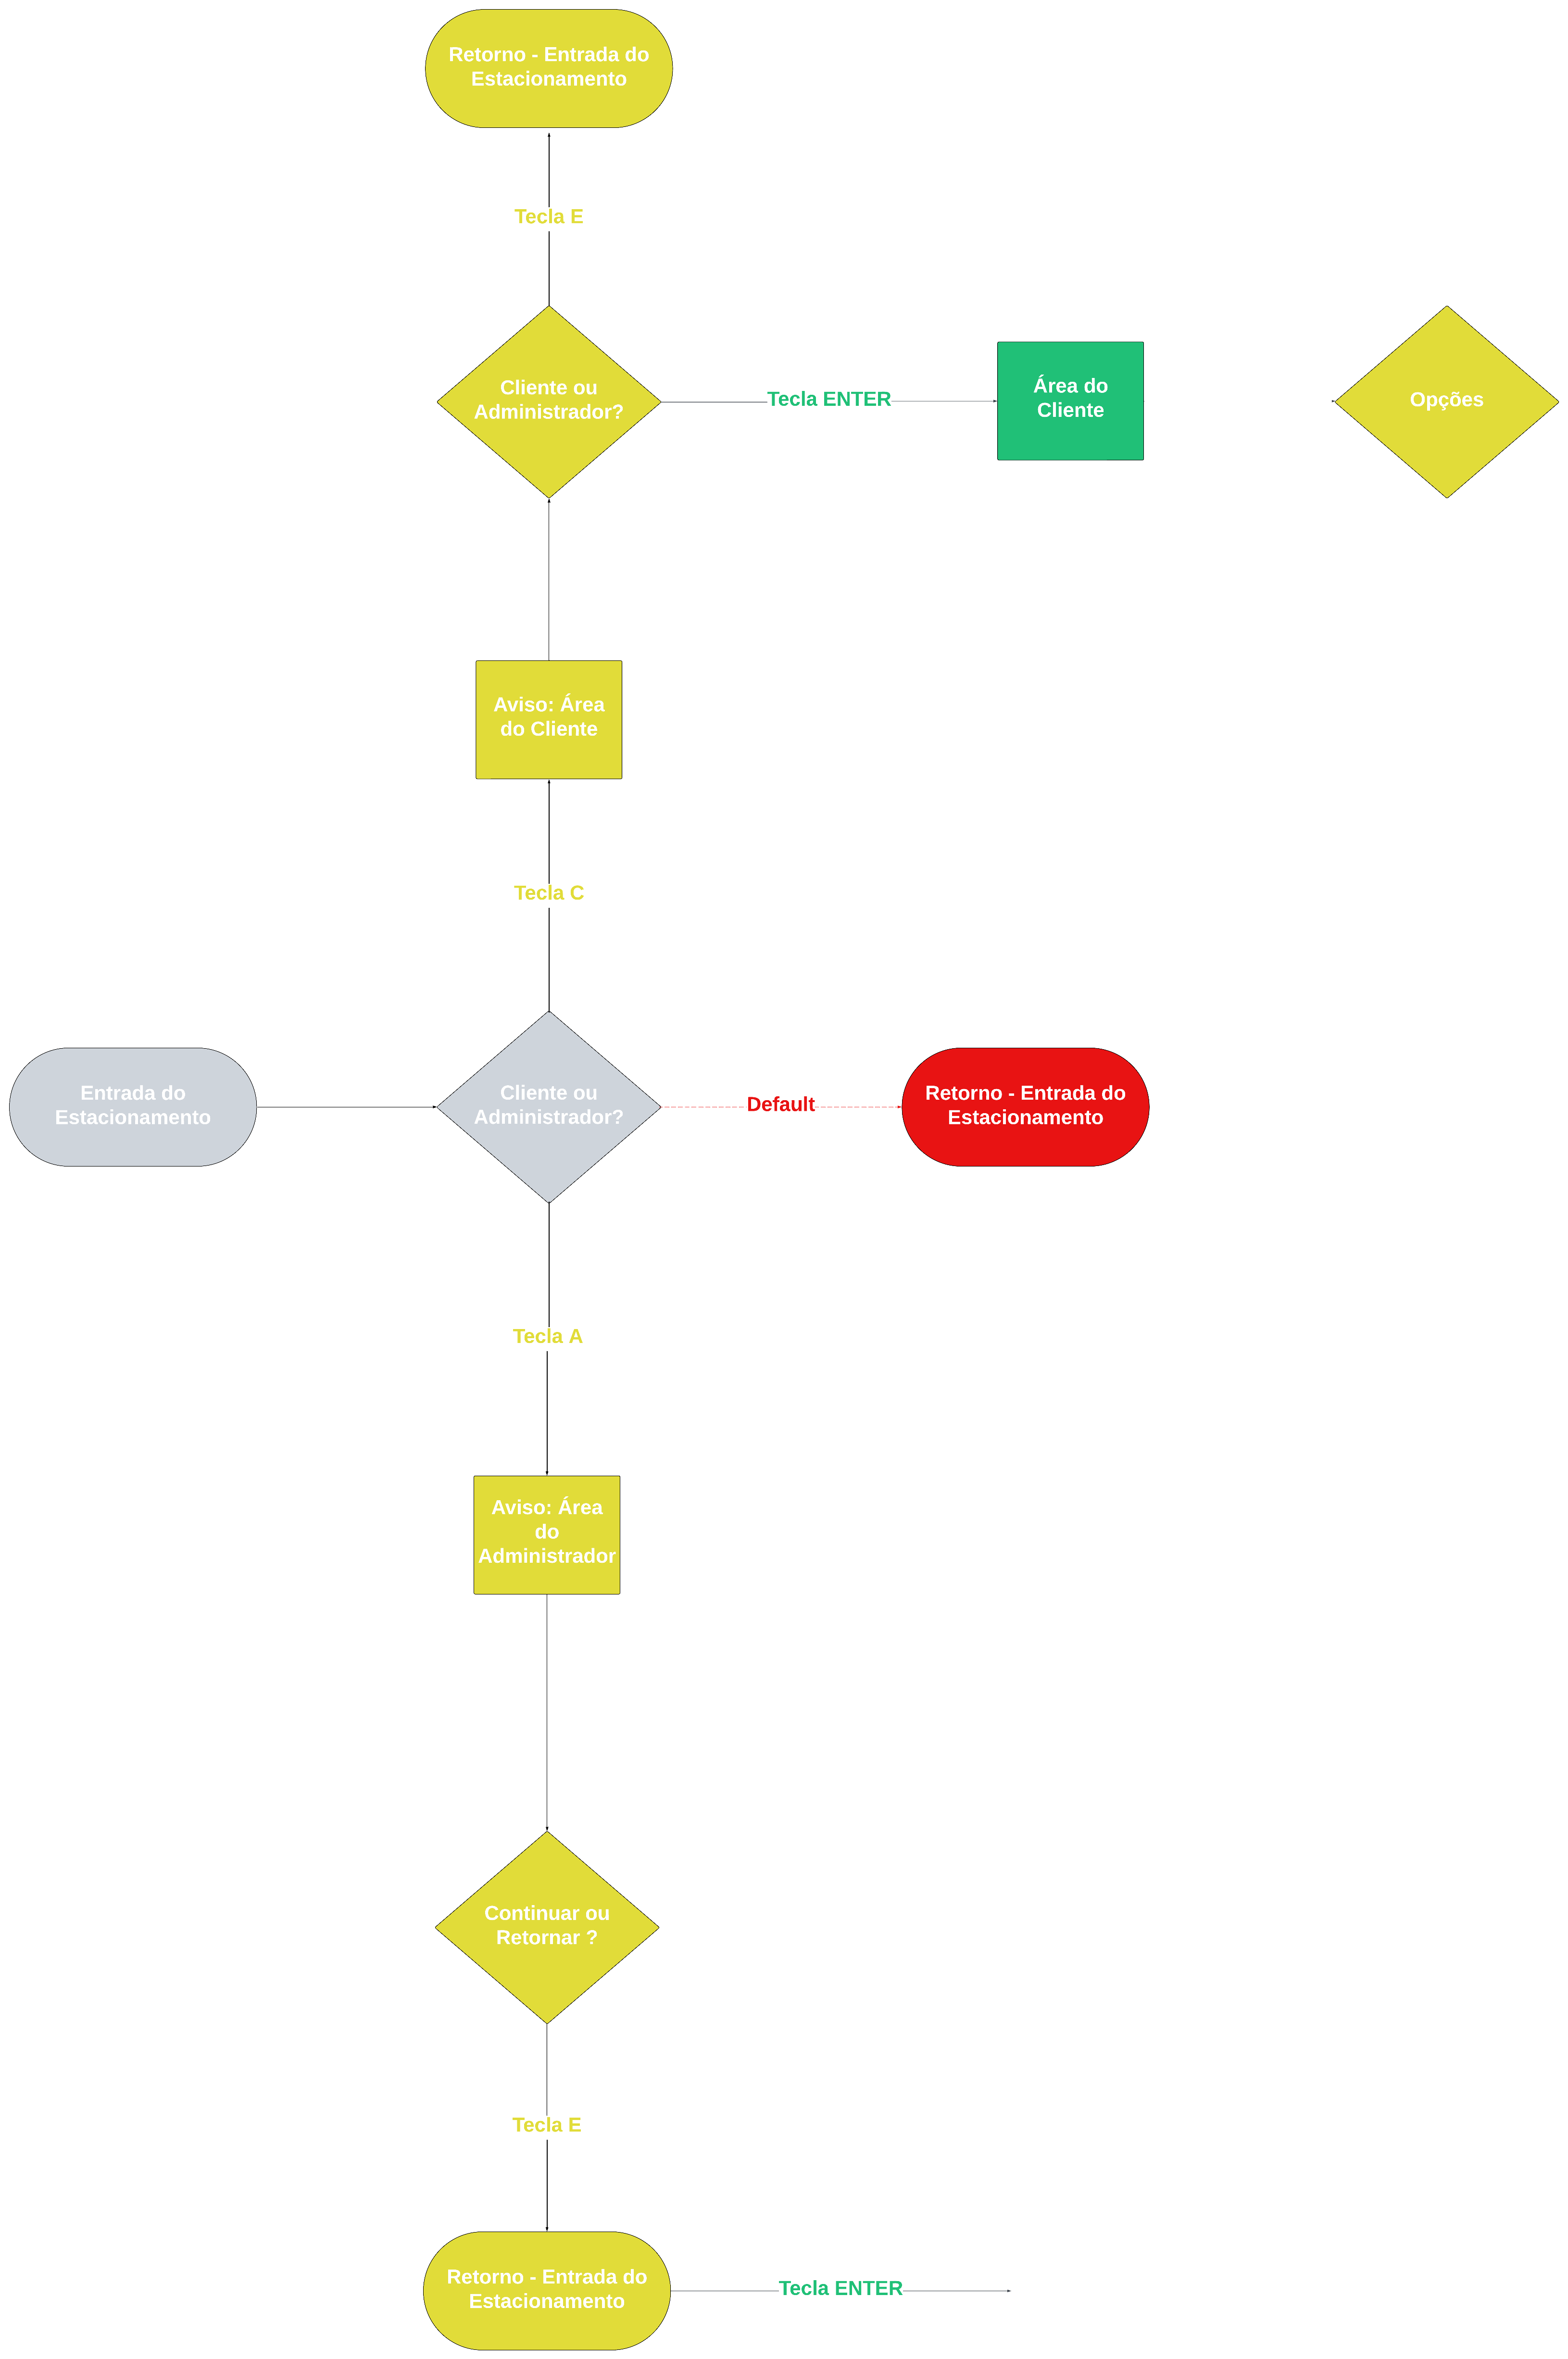 Retorno - Entrada do
Estacionamento
Tecla E
Cliente ou
Administrador?
Tecla ENTER
Área do
Cliente
Opções
Aviso: Área
do Cliente
Tecla C
Entrada do
Estacionamento
Cliente ou
Administrador?
Default
Retorno - Entrada do
Estacionamento
Tecla A
Aviso: Área
do
Administrador
Continuar ou
Retornar ?
Tecla E
Retorno - Entrada do
Estacionamento
Tecla ENTER